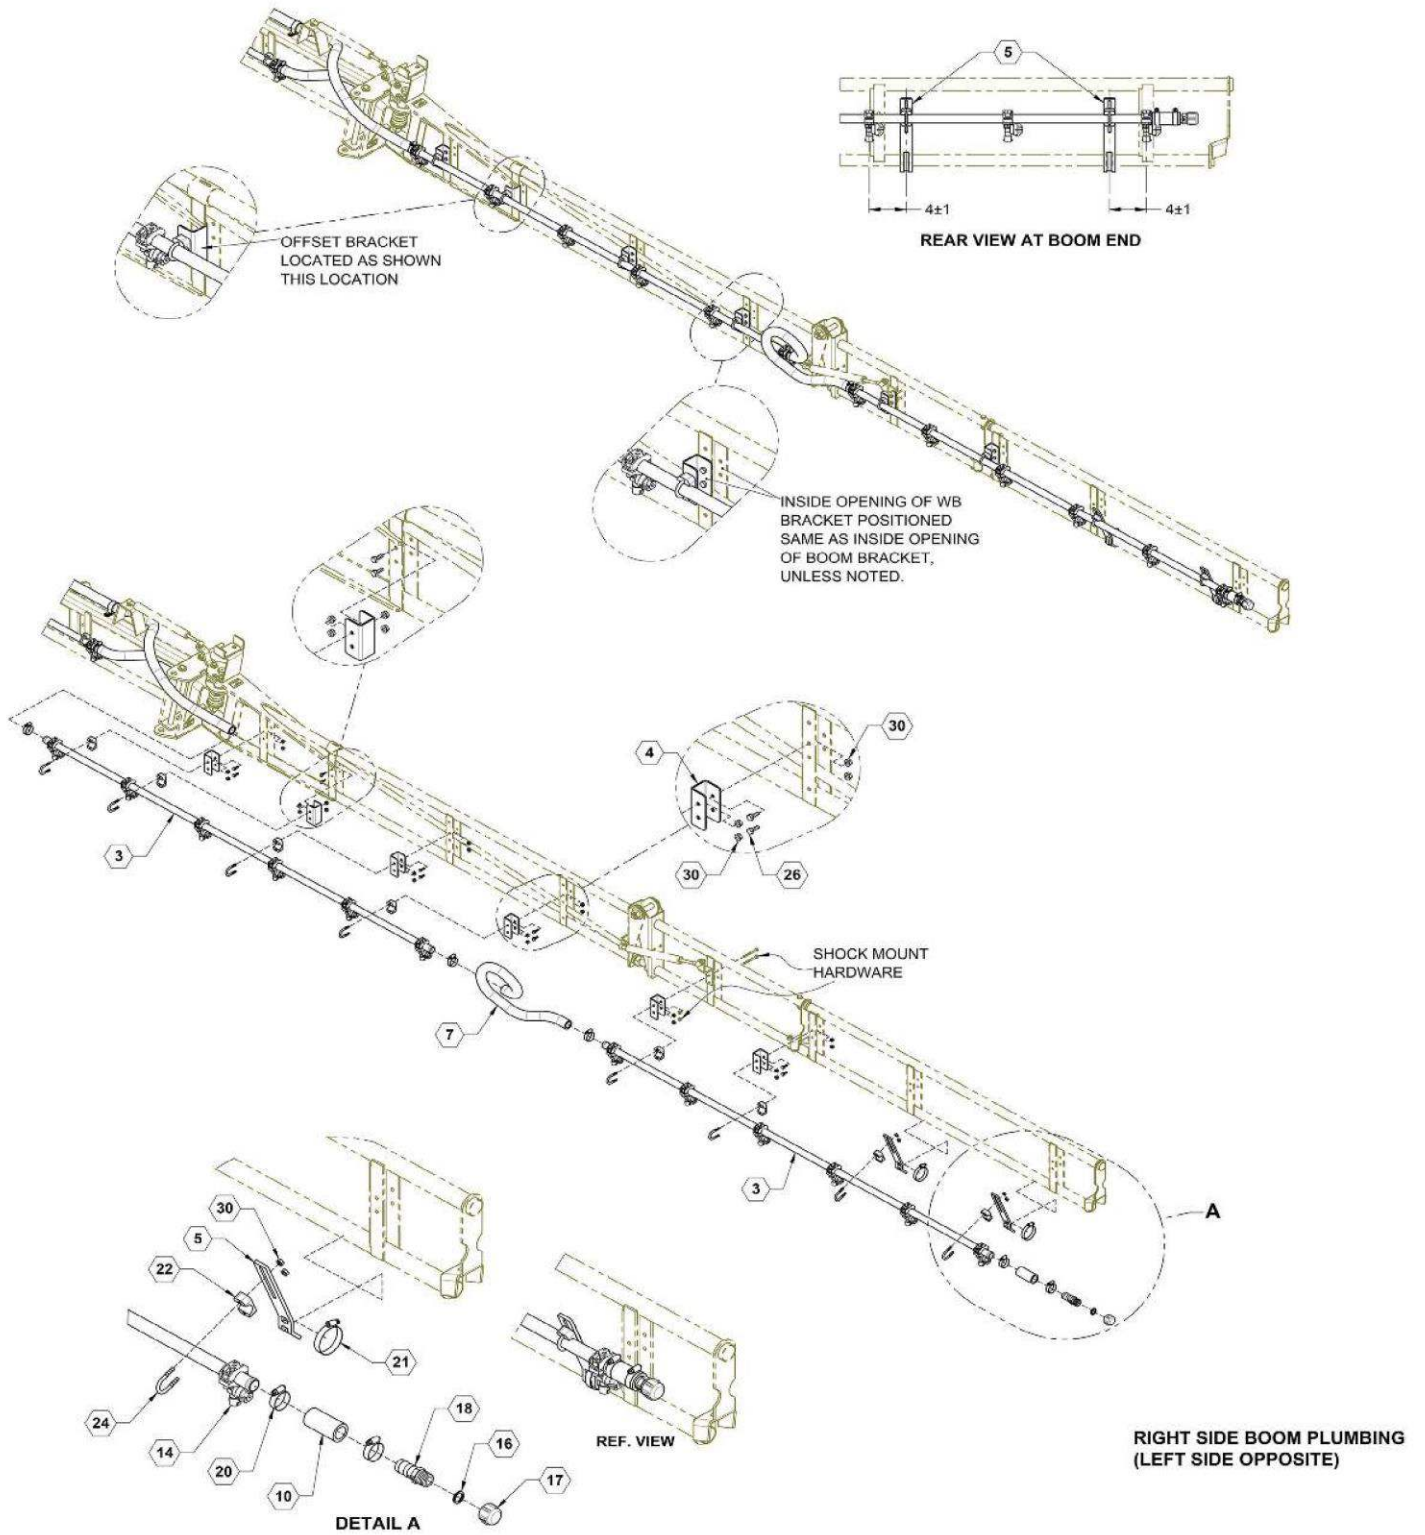 5
4±1
4±1
REAR VIEW AT BOOM END
OFFSET BRACKET
LOCATED AS SHOWN
THIS LOCATION
INSIDE OPENING OF WB
BRACKET POSITIONED
SAME AS INSIDE OPENING
OF BOOM BRACKET,
UNLESS NOTED.
30
4
3
30
26
SHOCK MOUNT
HARDWARE
7
3
A
30
5
22
21
24
14
20
10
18
16
17
DETAIL A
REF. VIEW
RIGHT SIDE BOOM PLUMBING
(LEFT SIDE OPPOSITE)